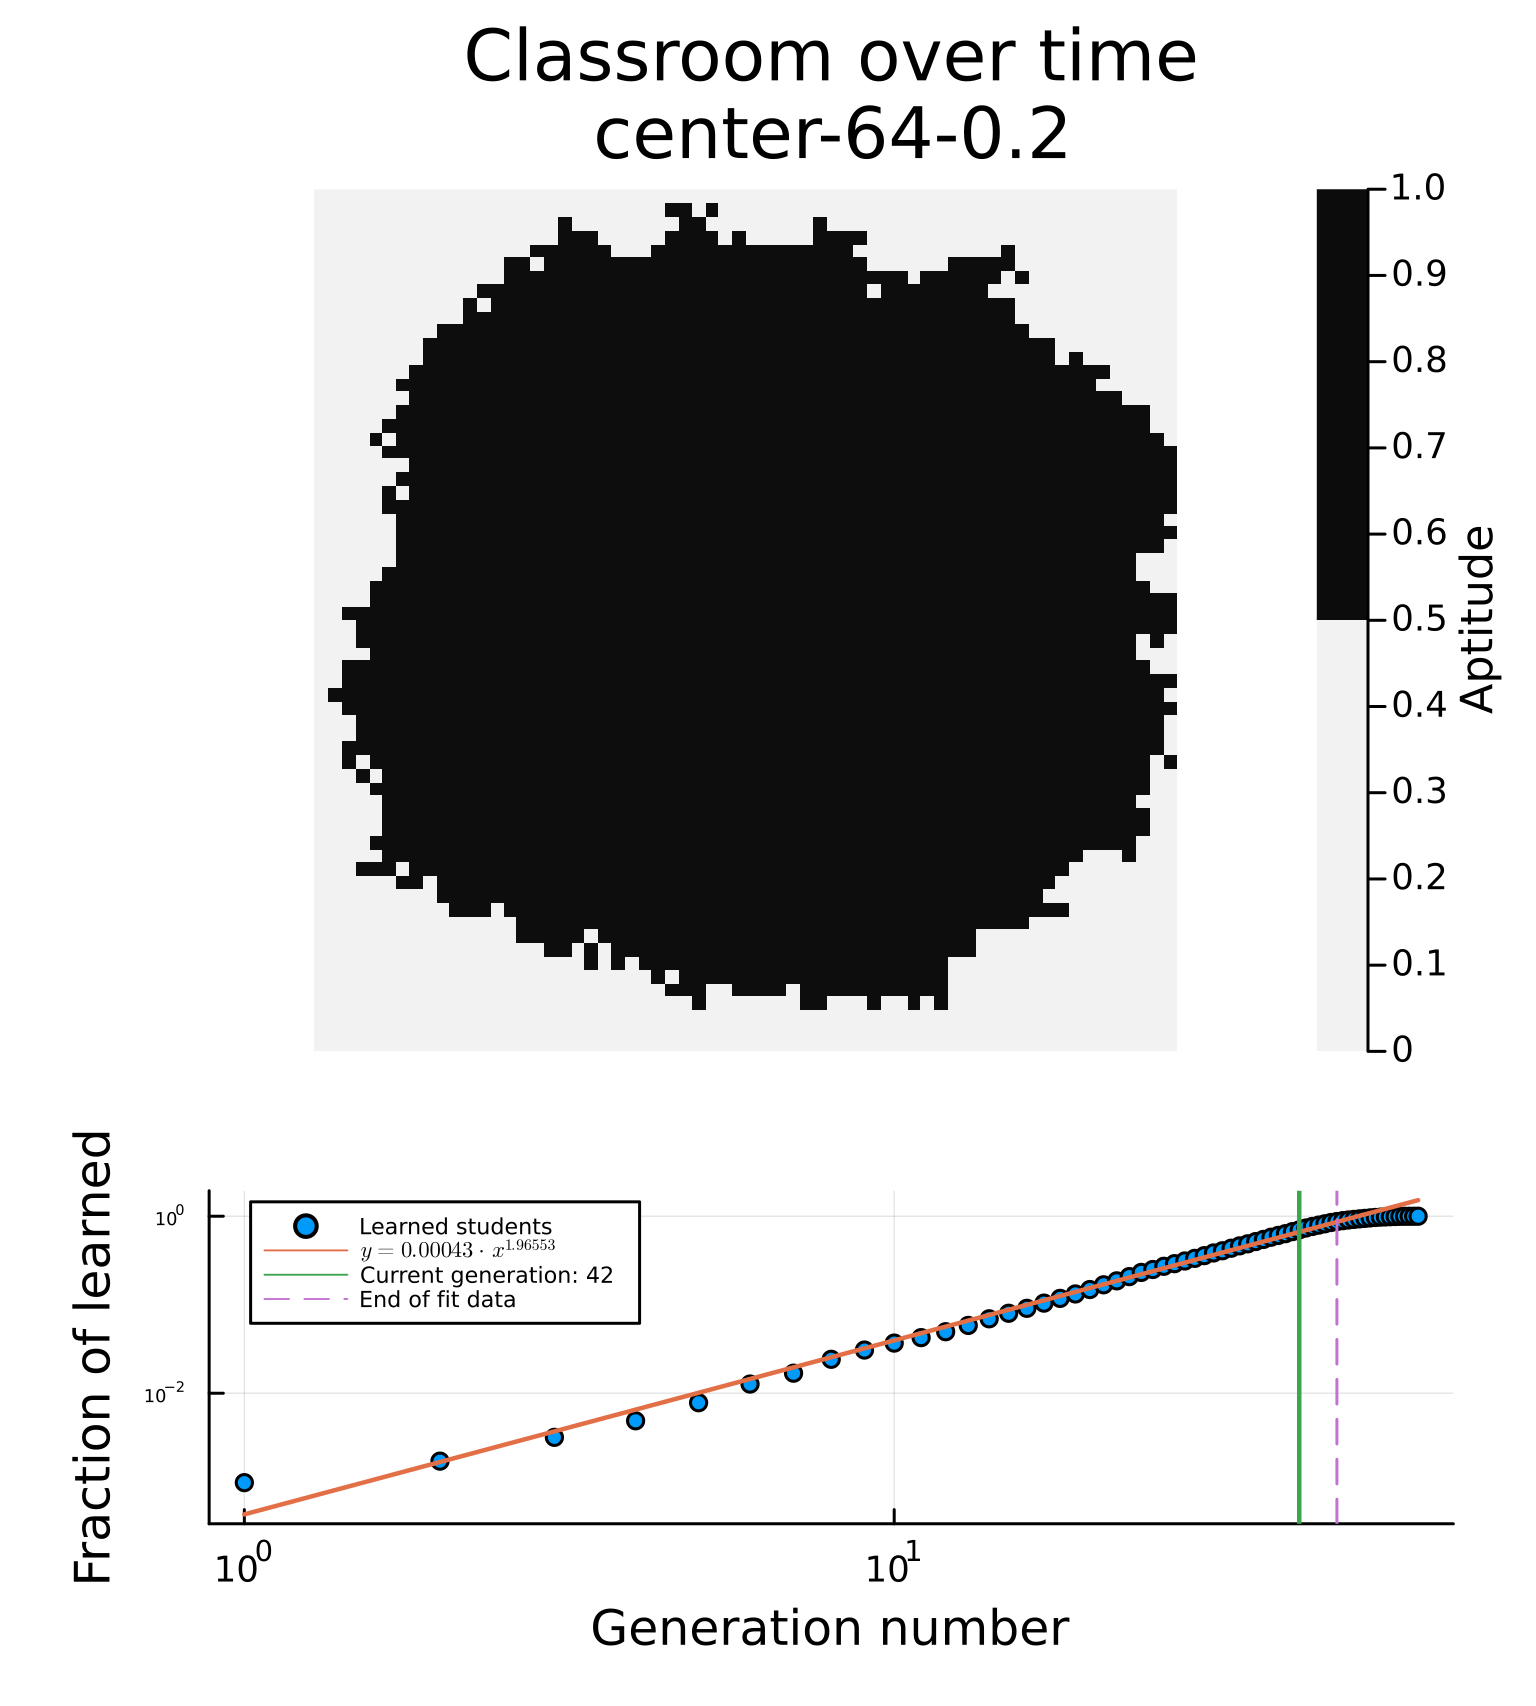 Classroom over time
center-64-0.2
1.0
0.9
0.8
0.7
0.6
0.5
0.4
0.3
0.2
0.1
0
Aptitude
Fraction of learned
10^0
10^{-2}
Learned students
y = 0.00043 · x^{1.96553}
Current generation: 42
End of fit data
10^0
10^1
Generation number